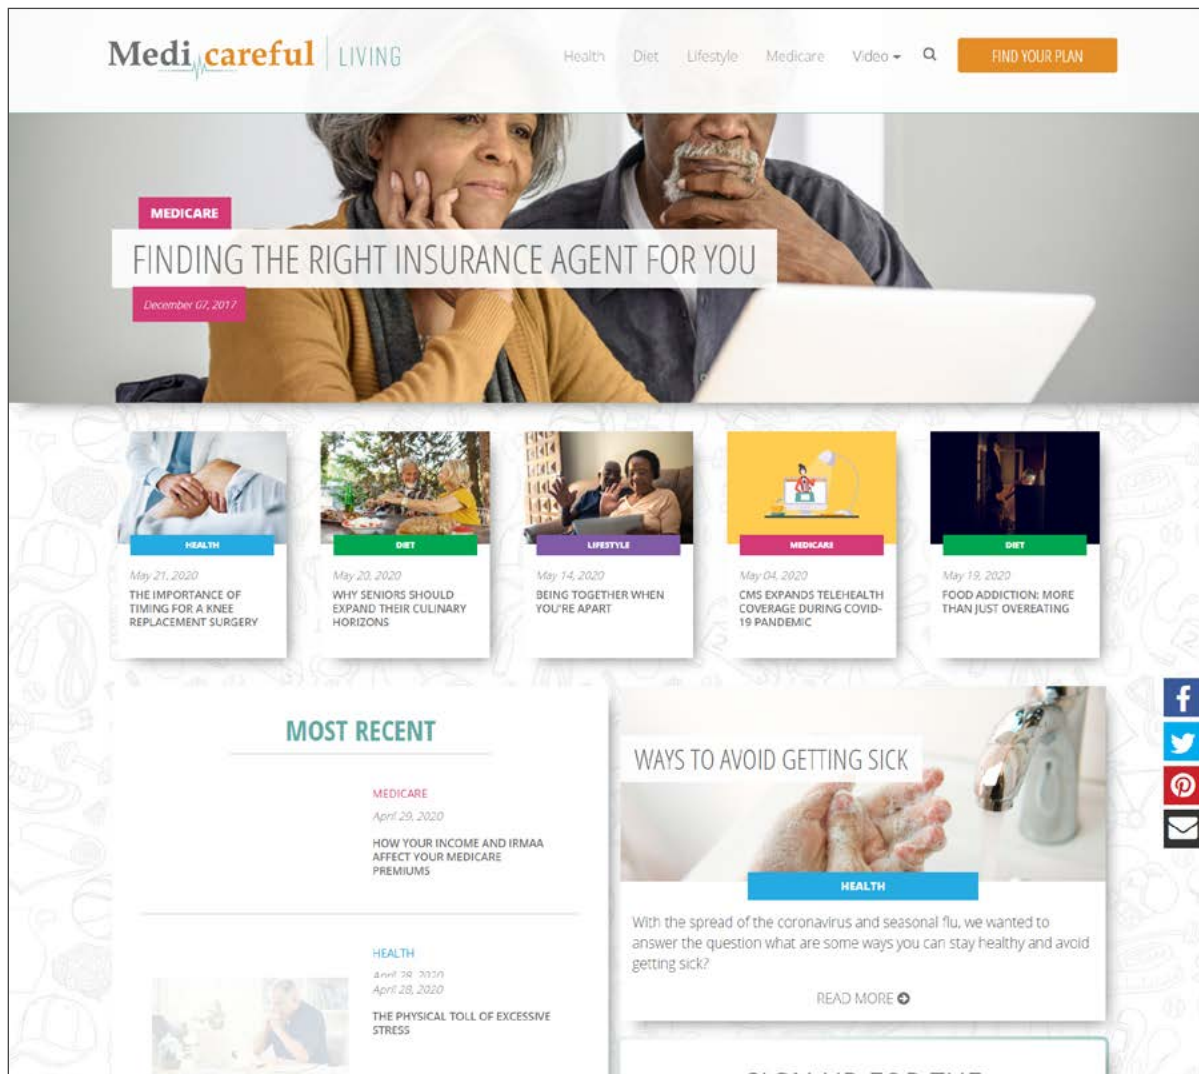 Medicareful LIVING
Health Diet Lifestyle Medicare Video FIND YOUR PLAN
MEDICARE
FINDING THE RIGHT INSURANCE AGENT FOR YOU
December 07, 2017
HEALTH
May 21, 2020
THE IMPORTANCE OF
TIMING FOR A KNEE
REPLACEMENT SURGERY
DIET
May 20, 2020
WHY SENIORS SHOULD
EXPAND THEIR CULINARY
HORIZONS
LIFESTYLE
May 14, 2020
BEING TOGETHER WHEN
YOU'RE APART
MEDICARE
May 04, 2020
CMS EXPANDS TELEHEALTH
COVERAGE DURING COVID-
19 PANDEMIC
DIET
May 19, 2020
FOOD ADDICTION: MORE
THAN JUST OVEREATING
MOST RECENT
MEDICARE
April 29, 2020
HOW YOUR INCOME AND IRMAA
AFFECT YOUR MEDICARE
PREMIUMS
HEALTH
April 28, 2020
April 28, 2020
THE PHYSICAL TOLL OF EXCESSIVE
STRESS
WAYS TO AVOID GETTING SICK
HEALTH
With the spread of the coronavirus and seasonal flu, we wanted to
answer the question what are some ways you can stay healthy and avoid
getting sick?
READ MORE
SIGN UP FOR THE